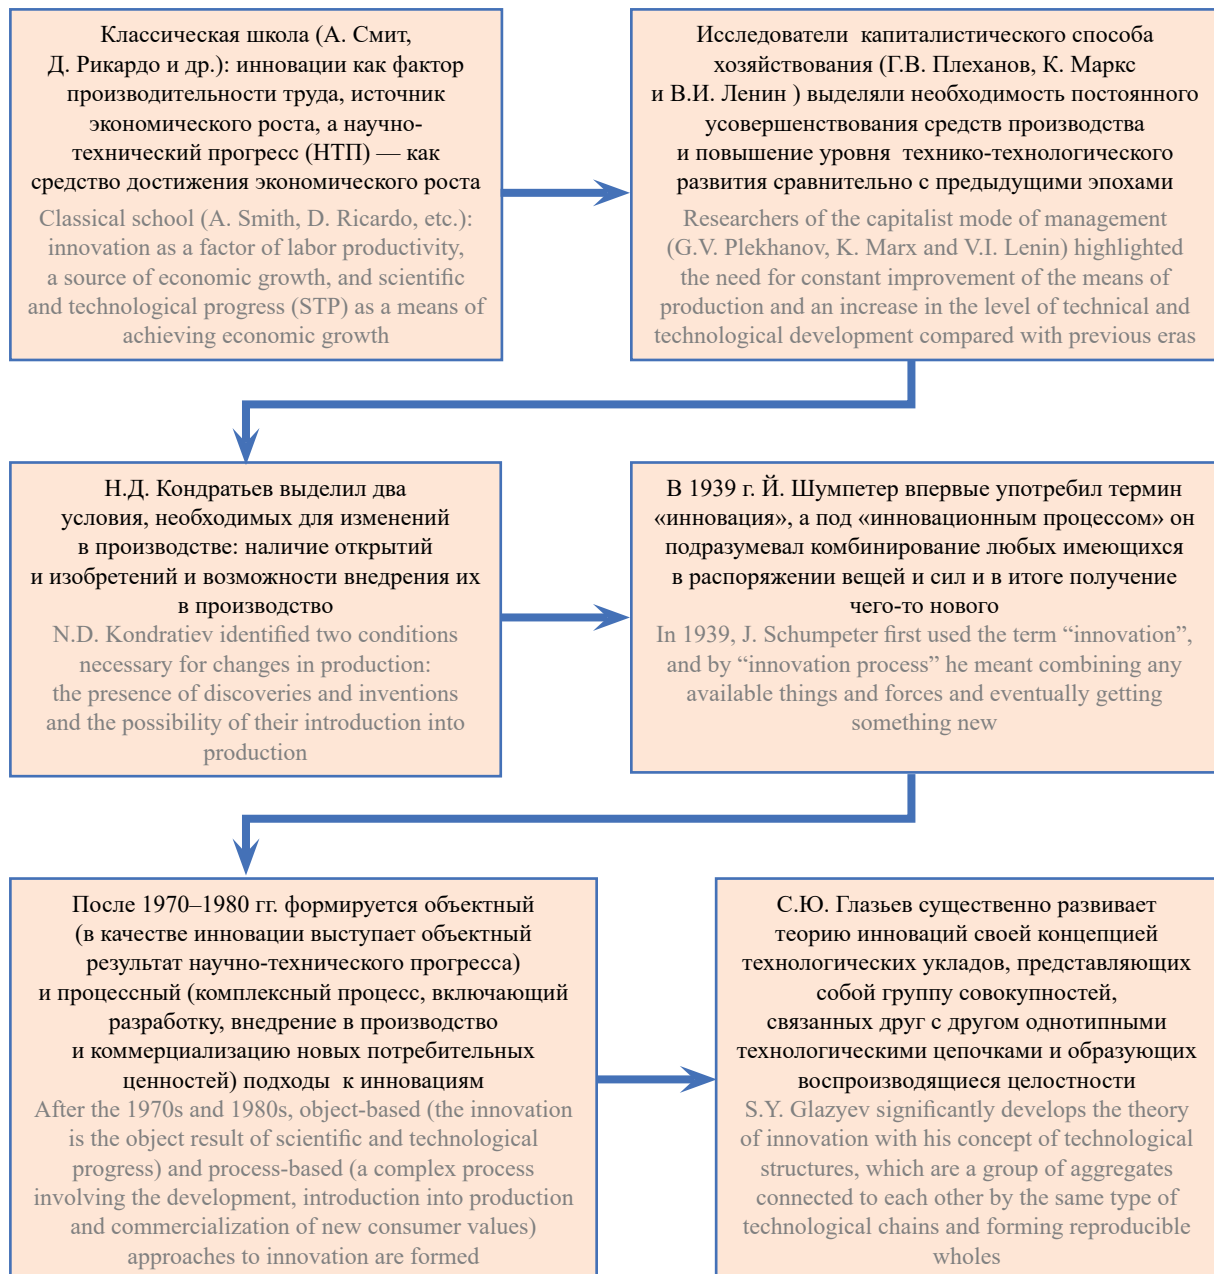 Классическая школа (А. Смит,
Д. Рикардо и др.): инновации как фактор
производительности труда, источник
экономического роста, а научно-
технический прогресс (НТП) — как
средство достижения экономического роста
Classical school (A. Smith, D. Ricardo, etc.):
innovation as a factor of labor productivity,
a source of economic growth, and scientific
and technological progress (STP) as a means of
achieving economic growth
Исследователи капиталистического способа
хозяйствования (Г.В. Плеханов, К. Маркс
и В.И. Ленин ) выделяли необходимость постоянного
усовершенствования средств производства
и повышение уровня технико-технологического
развития сравнительно с предыдущими эпохами
Researchers of the capitalist mode of management
(G.V. Plekhanov, K. Marx and V.I. Lenin) highlighted
the need for constant improvement of the means of
production and an increase in the level of technical and
technological development compared with previous eras
Н.Д. Кондратьев выделил два
условия, необходимых для изменений
в производстве: наличие открытий
и изобретений и возможности внедрения их
в производство
N.D. Kondratiev identified two conditions
necessary for changes in production:
the presence of discoveries and inventions
and the possibility of their introduction into
production
В 1939 г. Й. Шумпетер впервые употребил термин
«инновация», а под «инновационным процессом» он
подразумевал комбинирование любых имеющихся
в распоряжении вещей и сил и в итоге получение
чего-то нового
In 1939, J. Schumpeter first used the term “innovation”,
and by “innovation process” he meant combining any
available things and forces and eventually getting
something new
После 1970–1980 гг. формируется объектный
(в качестве инновации выступает объектный
результат научно-технического прогресса)
и процессный (комплексный процесс, включающий
разработку, внедрение в производство
и коммерциализацию новых потребительных
ценностей) подходы к инновациям
After the 1970s and 1980s, object-based (the innovation
is the object result of scientific and technological
progress) and process-based (a complex process
involving the development, introduction into production
and commercialization of new consumer values)
approaches to innovation are formed
С.Ю. Глазьев существенно развивает
теорию инноваций своей концепцией
технологических укладов, представляющих
собой группу совокупностей,
связанных друг с другом однотипными
технологическими цепочками и образующих
воспроизводящиеся целостности
S.Y. Glazyev significantly develops the theory
of innovation with his concept of technological
structures, which are a group of aggregates
connected to each other by the same type of
technological chains and forming reproducible
wholes